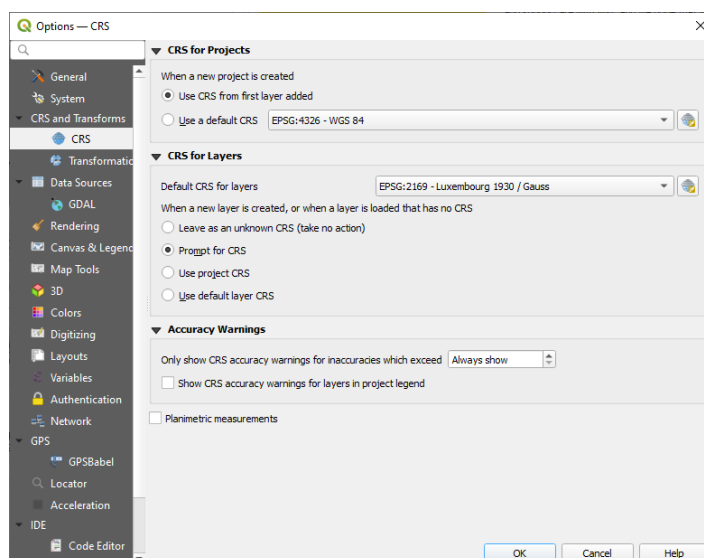 Options — CRS
General
System
CRS and Transforms
CRS
Transformatic
Data Sources
GDAL
Rendering
Canvas & Legend
Map Tools
3D
Colors
Digitizing
Layouts
Variables
Authentication
Network
GPS
GPSBabel
Locator
Acceleration
IDE
Code Editor
CRS for Projects
When a new project is created
Use CRS from first layer added
Use a default CRS EPSG:4326 - WGS 84
CRS for Layers
Default CRS for layers EPSG:2169 - Luxembourg 1930 / Gauss
When a new layer is created, or when a layer is loaded that has no CRS
Leave as an unknown CRS (take no action)
Prompt for CRS
Use project CRS
Use default layer CRS
Accuracy Warnings
Only show CRS accuracy warnings for inaccuracies which exceed Always show
Show CRS accuracy warnings for layers in project legend
Planimetric measurements
OK Cancel Help